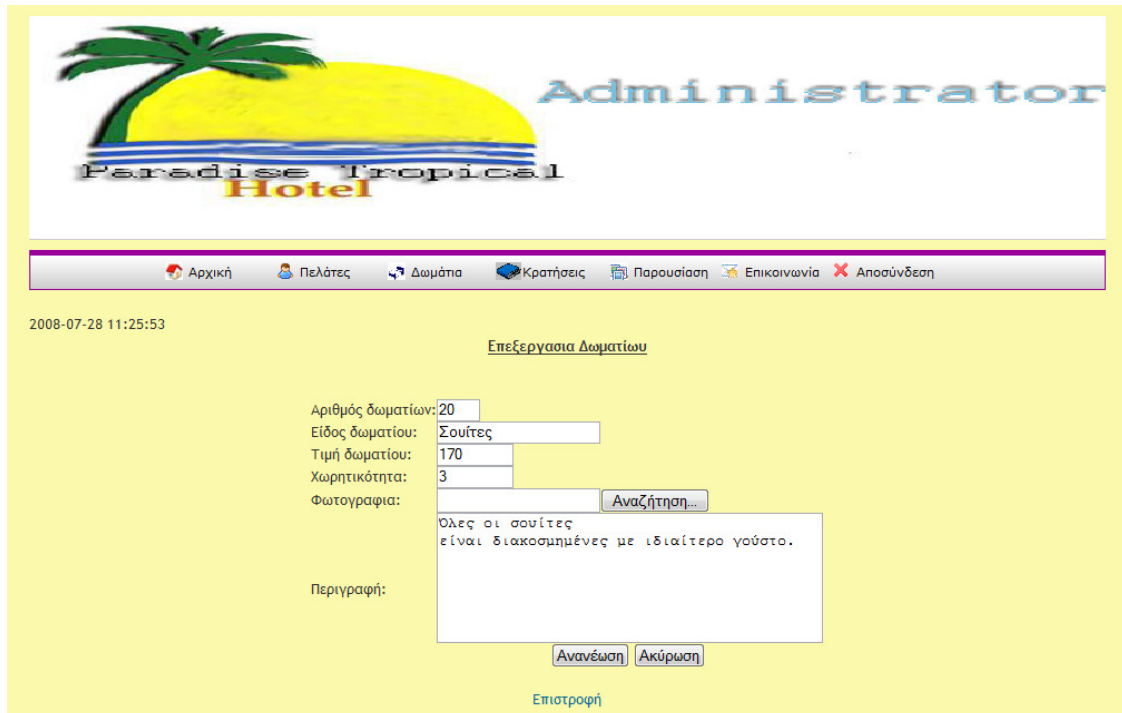 Administrator
Paradise Tropical
Hotel
Αρχική Πελάτες Δωμάτια Κρατήσεις Παρουσίαση Επικοινωνία Αποσύνδεση
2008-07-28 11:25:53
Επεξεργασια Δωματίου
Αριθμός δωματίων: 20
Είδος δωματίου: Σουίτες
Τιμή δωματίου: 170
Χωρητικότητα: 3
Φωτογραφια: Αναζήτηση...
Όλες οι σουίτες
είναι διακοσμημένες με ιδιαίτερο γούστο.
Περιγραφή:
Ανανέωση Ακύρωση
Επιστροφή